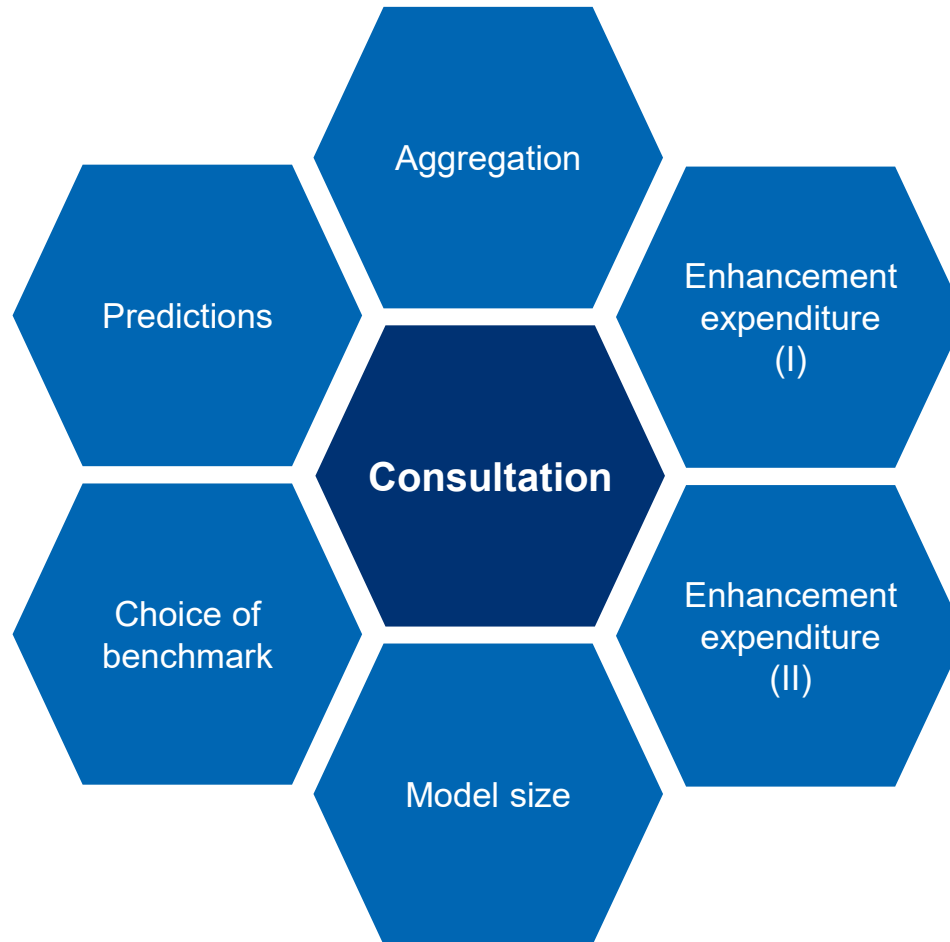 Aggregation
Enhancement
expenditure
(I)
Predictions
Consultation
Enhancement
expenditure
(II)
Choice of
benchmark
Model size